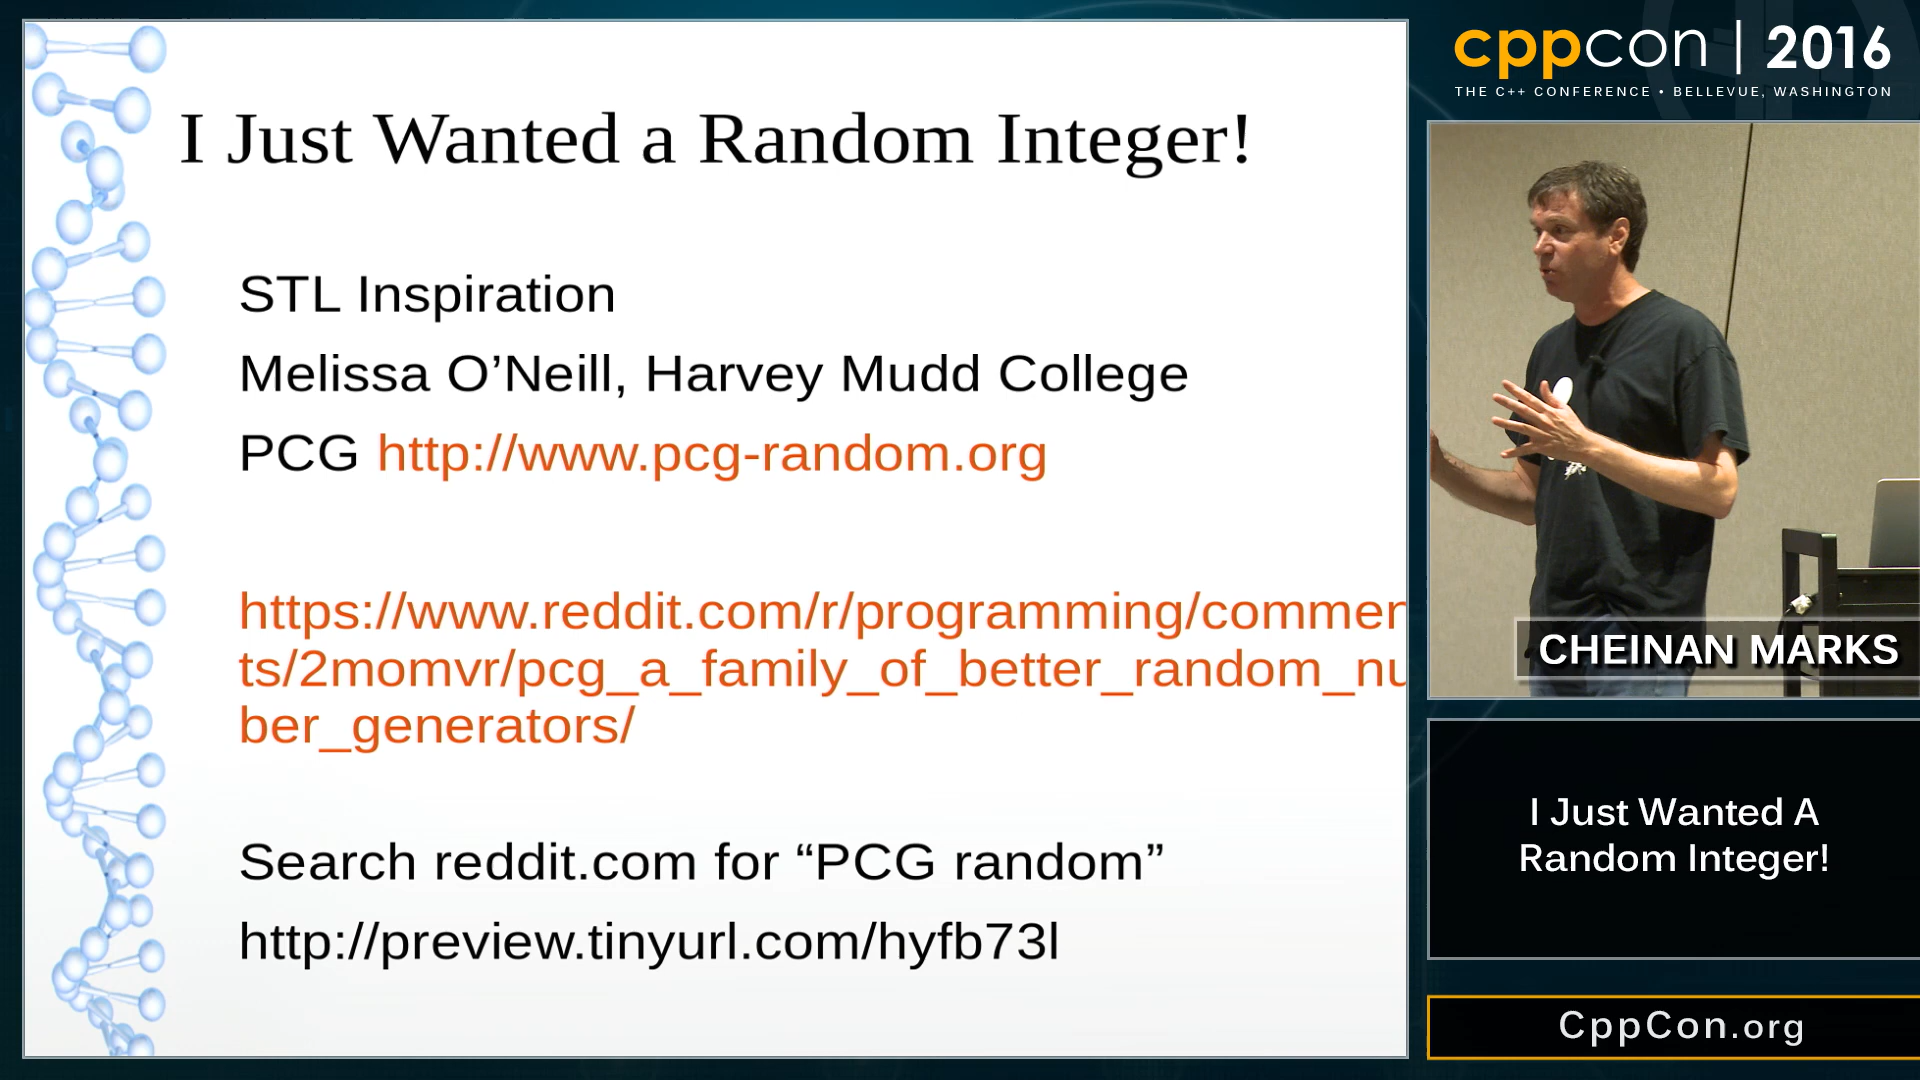 I Just Wanted a Random Integer!
STL Inspiration
Melissa O’Neill, Harvey Mudd College
PCG http://www.pcg-random.org
https://www.reddit.com/r/programming/commen
ts/2momvr/pcg_a_family_of_better_random_nu
ber_generators/
Search reddit.com for “PCG random”
http://preview.tinyurl.com/hyfb73l
cppcon | 2016
THE C++ CONFERENCE • BELLEVUE, WASHINGTON
CHEINAN MARKS
I Just Wanted A
Random Integer!
CppCon.org